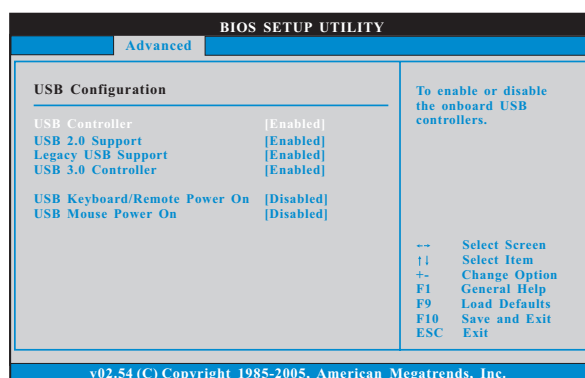 BIOS SETUP UTILITY
Advanced
USB Configuration
USB Controller [Enabled]
USB 2.0 Support [Enabled]
Legacy USB Support [Enabled]
USB 3.0 Controller [Enabled]
USB Keyboard/Remote Power On [Disabled]
USB Mouse Power On [Disabled]
To enable or disable
the onboard USB
controllers.
←→ Select Screen
↑↓ Select Item
+- Change Option
F1 General Help
F9 Load Defaults
F10 Save and Exit
ESC Exit
v02.54 (C) Copyright 1985-2005, American Megatrends, Inc.